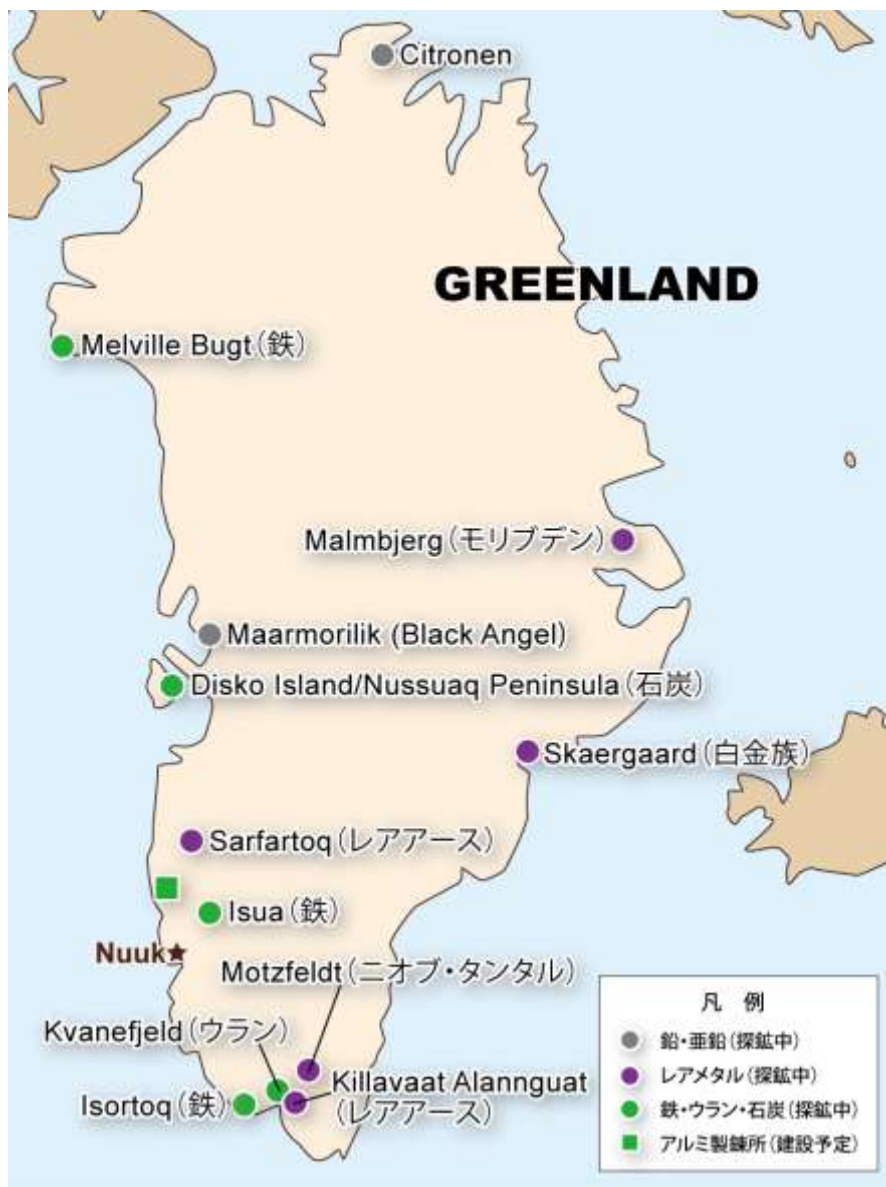 Citronen
GREENLAND
Melville Bugt(鉄)
Malmbjerg(モリブデン)
Maarmorilik (Black Angel)
Disko Island/Nussuaq Peninsula(石炭)
Skaergaard(白金族)
Sarfartoq(レアアース)
Isua(鉄)
Nuuk
Motzfeldt(ニオブ・タンタル)
Kvanefjeld(ウラン)
Killavaat Alannguat
(レアアース)
Isortoq(鉄)
凡 例
鉛・亜鉛(探鉱中)
レアメタル(探鉱中)
鉄・ウラン・石炭(探鉱中)
アルミ製錬所(建設予定)